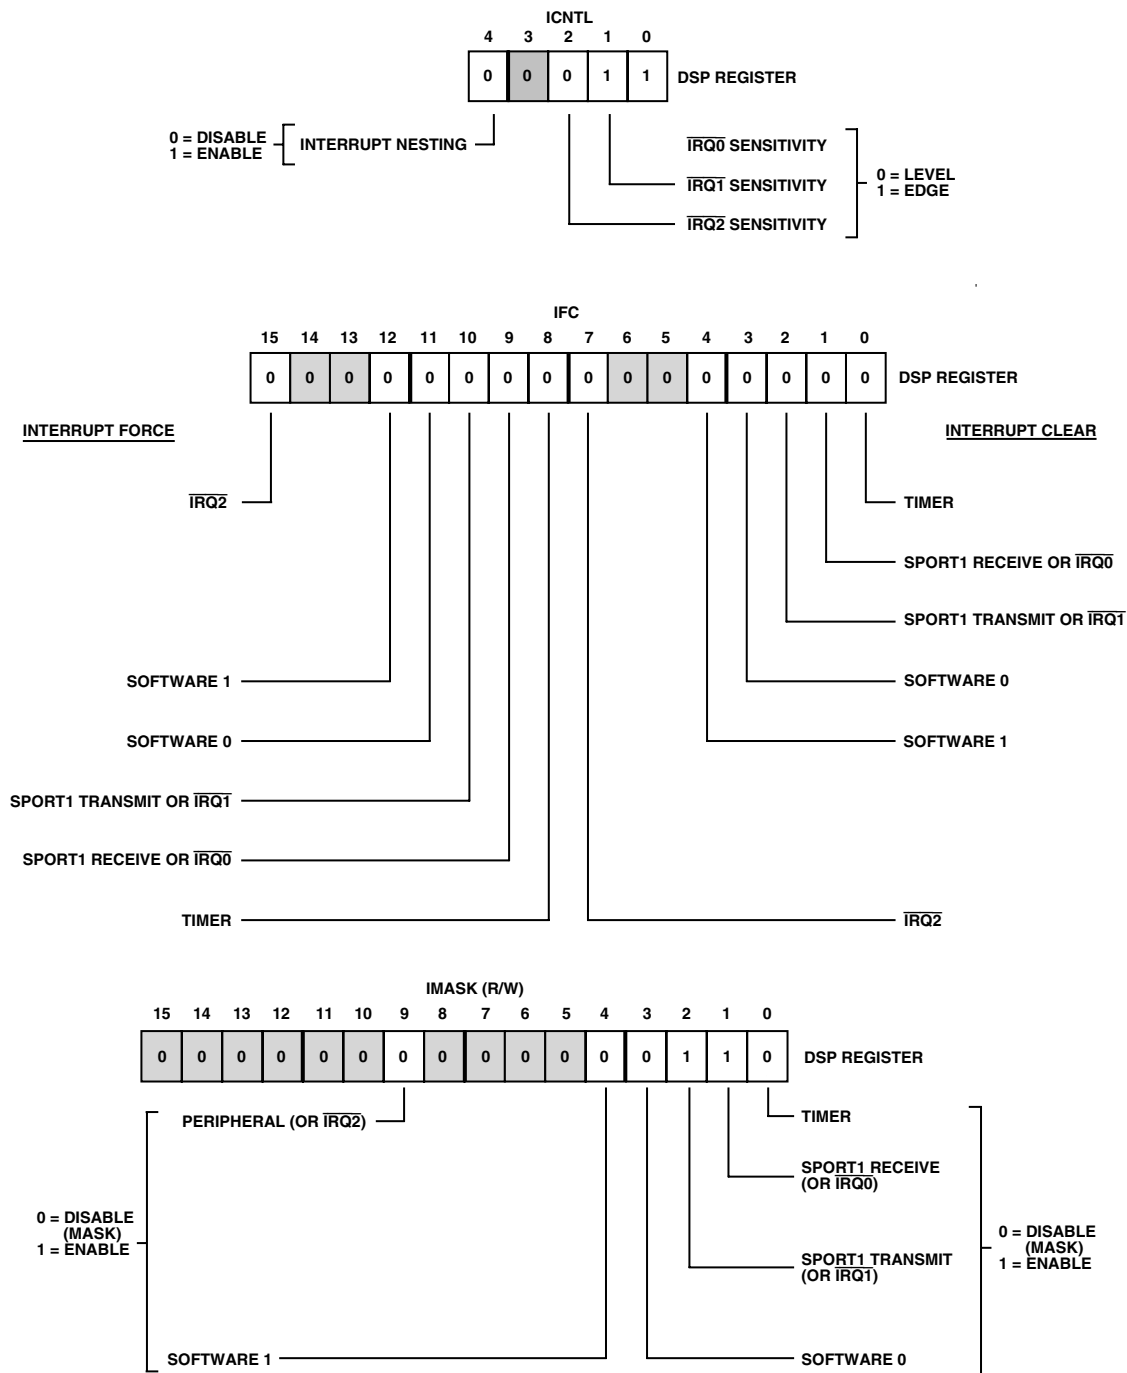 ICNTL
4 3 2 1 0
0 0 0 1 1 DSP REGISTER
0 = DISABLE
1 = ENABLE
INTERRUPT NESTING
IRQ0 SENSITIVITY
IRQ1 SENSITIVITY
IRQ2 SENSITIVITY
0 = LEVEL
1 = EDGE
IFC
15 14 13 12 11 10 9 8 7 6 5 4 3 2 1 0
0 0 0 0 0 0 0 0 0 0 0 0 0 0 0 0 DSP REGISTER
INTERRUPT FORCE
INTERRUPT CLEAR
IRQ2
TIMER
SPORT1 RECEIVE OR IRQ0
SPORT1 TRANSMIT OR IRQ1
SOFTWARE 1
SOFTWARE 0
SOFTWARE 0
SOFTWARE 1
SPORT1 TRANSMIT OR IRQ1
SPORT1 RECEIVE OR IRQ0
TIMER
IRQ2
IMASK (R/W)
15 14 13 12 11 10 9 8 7 6 5 4 3 2 1 0
0 0 0 0 0 0 0 0 0 0 0 0 0 1 1 0 DSP REGISTER
PERIPHERAL (OR IRQ2)
TIMER
SPORT1 RECEIVE
(OR IRQ0)
0 = DISABLE
(MASK)
1 = ENABLE
0 = DISABLE
(MASK)
1 = ENABLE
SPORT1 TRANSMIT
(OR IRQ1)
SOFTWARE 1
SOFTWARE 0